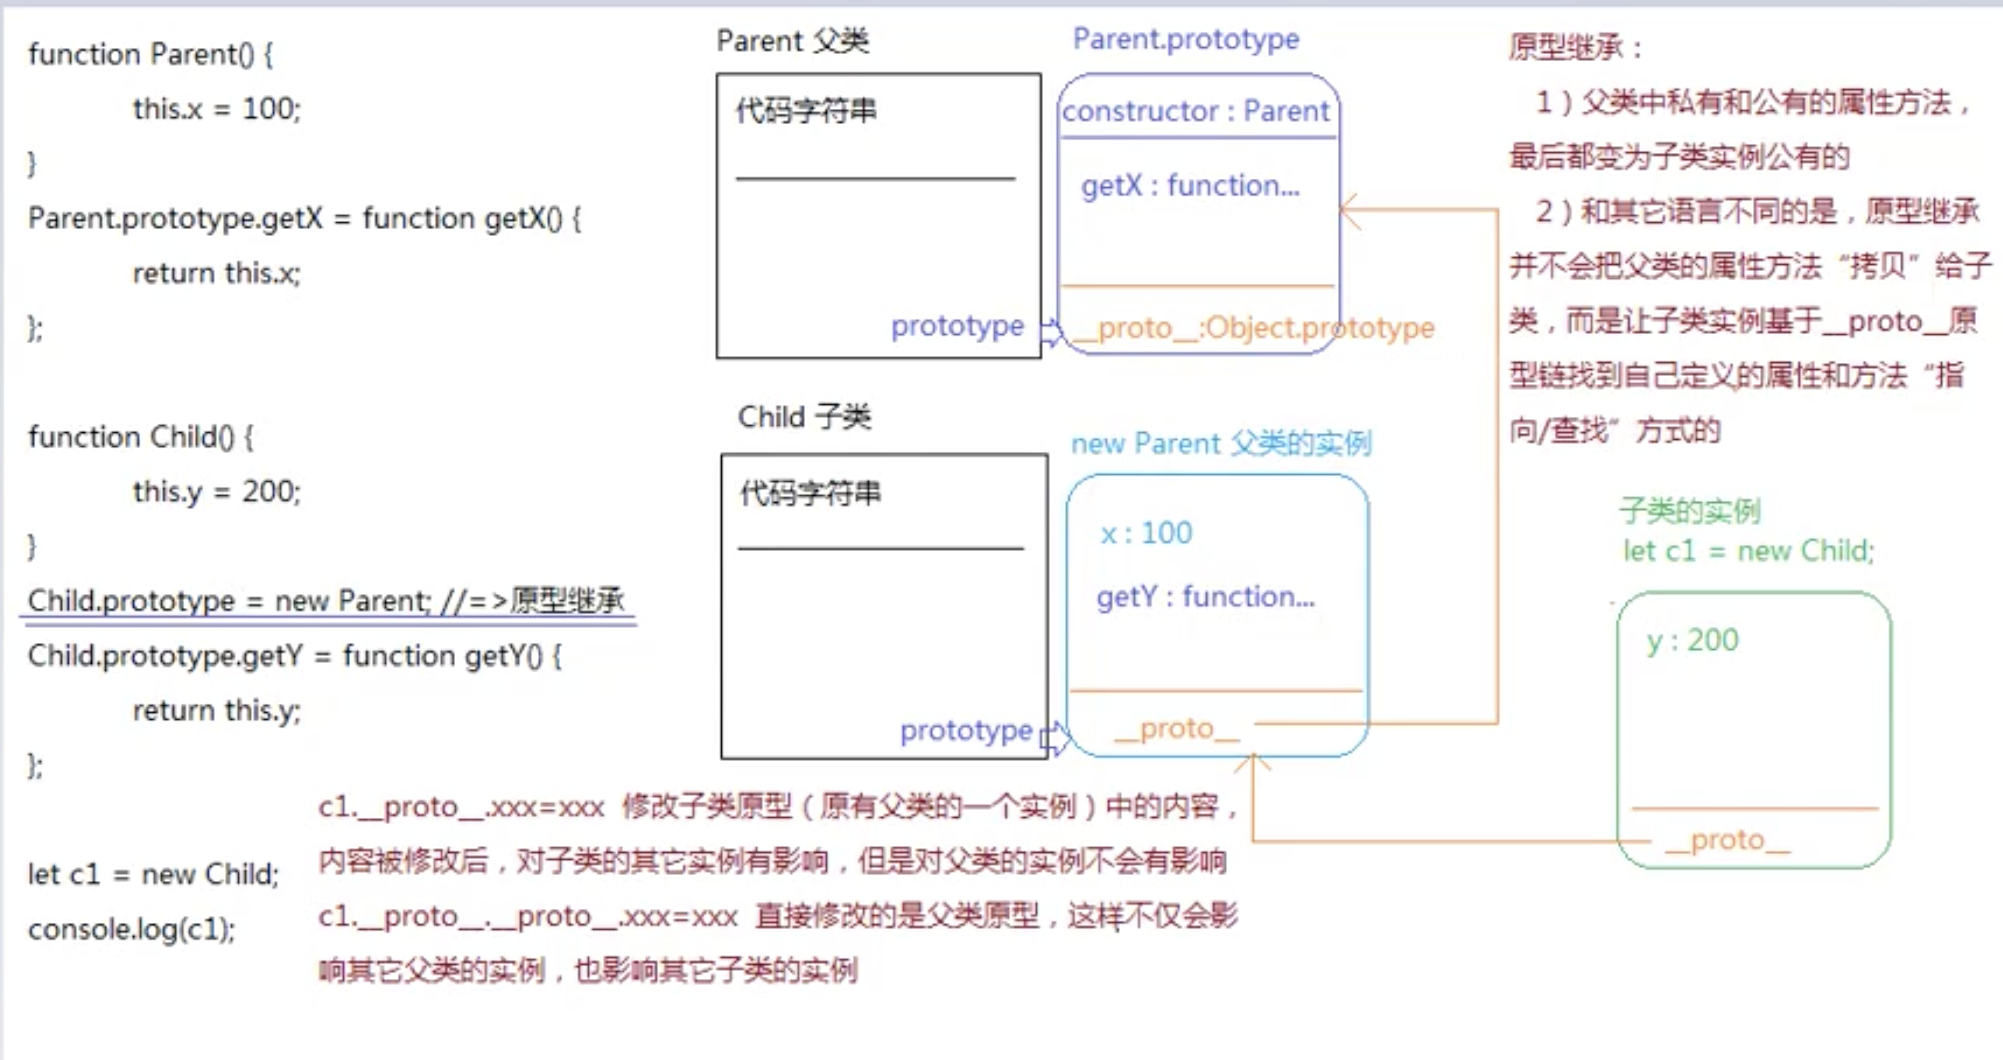 function Parent() {
this.x = 100;
}
Parent.prototype.getX = function getX() {
return this.x;
};
function Child() {
this.y = 200;
}
Child.prototype = new Parent; //=>原型继承
Child.prototype.getY = function getY() {
return this.y;
};
let c1 = new Child;
console.log(c1);
Parent 父类
代码字符串
prototype
Parent.prototype
constructor : Parent
getX : function...
__proto__:Object.prototype
Child 子类
代码字符串
prototype
new Parent 父类的实例
x : 100
getY : function...
__proto__
原型继承：
1）父类中私有和公有的属性方法，
最后都变为子类实例公有的
2）和其它语言不同的是，原型继承
并不会把父类的属性方法“拷贝”给子
类，而是让子类实例基于__proto__原
型链找到自己定义的属性和方法“指
向/查找”方式的
子类的实例
let c1 = new Child;
y : 200
__proto__
c1.__proto__.xxx=xxx 修改子类原型（原有父类的一个实例）中的内容，
内容被修改后，对子类的其它实例有影响，但是对父类的实例不会有影响
c1.__proto__.__proto__.xxx=xxx 直接修改的是父类原型，这样不仅会影
响其它父类的实例，也影响其它子类的实例